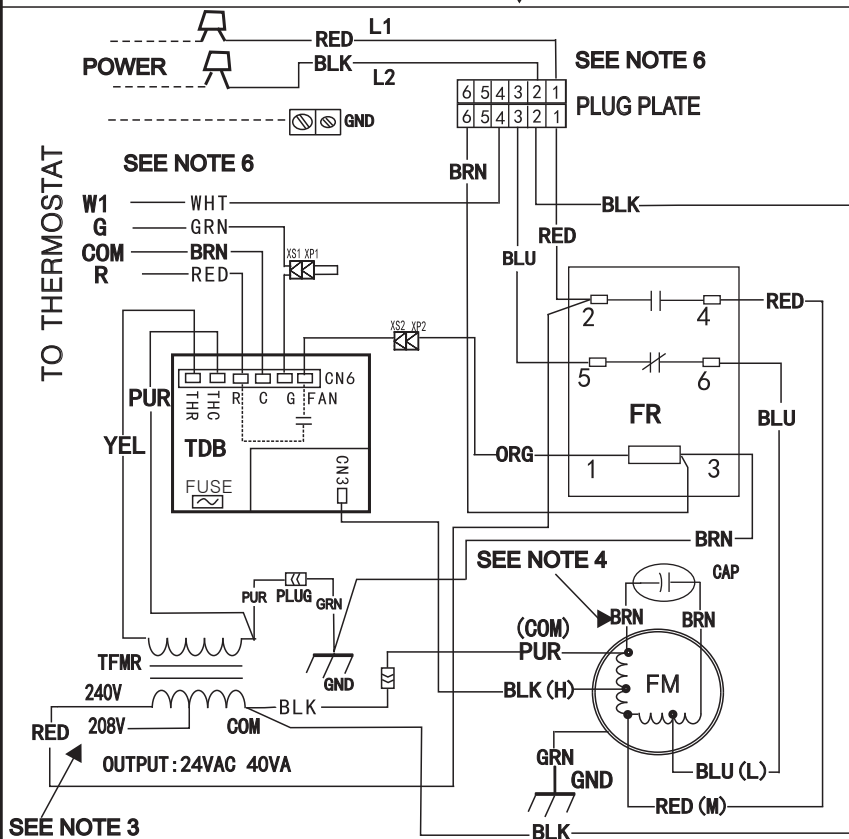 RED L1
POWER
BLK L2
SEE NOTE 6
6 5 4 3 2 1
6 5 4 3 2 1
PLUG PLATE
GND
SEE NOTE 6
BRN
TO THERMOSTAT
W1 WHT
G GRN
COM BRN
R RED
XS1 XP1
BLK
RED
BLU
2 4 RED
XS2 XP2
5 6
BLU
CN6
THR THC R C G FAN
PUR
YEL
TDB
FR
ORG
1 3
CN3
FUSE
BRN
SEE NOTE 4
CAP
PUR PLUG GRN
BRN BRN
(COM)
PUR
TFMR
GND
BLK (H)
FM
240V
BLK
208V COM
RED
OUTPUT:24VAC 40VA
GRN
GND
BLU (L)
RED (M)
SEE NOTE 3
BLK